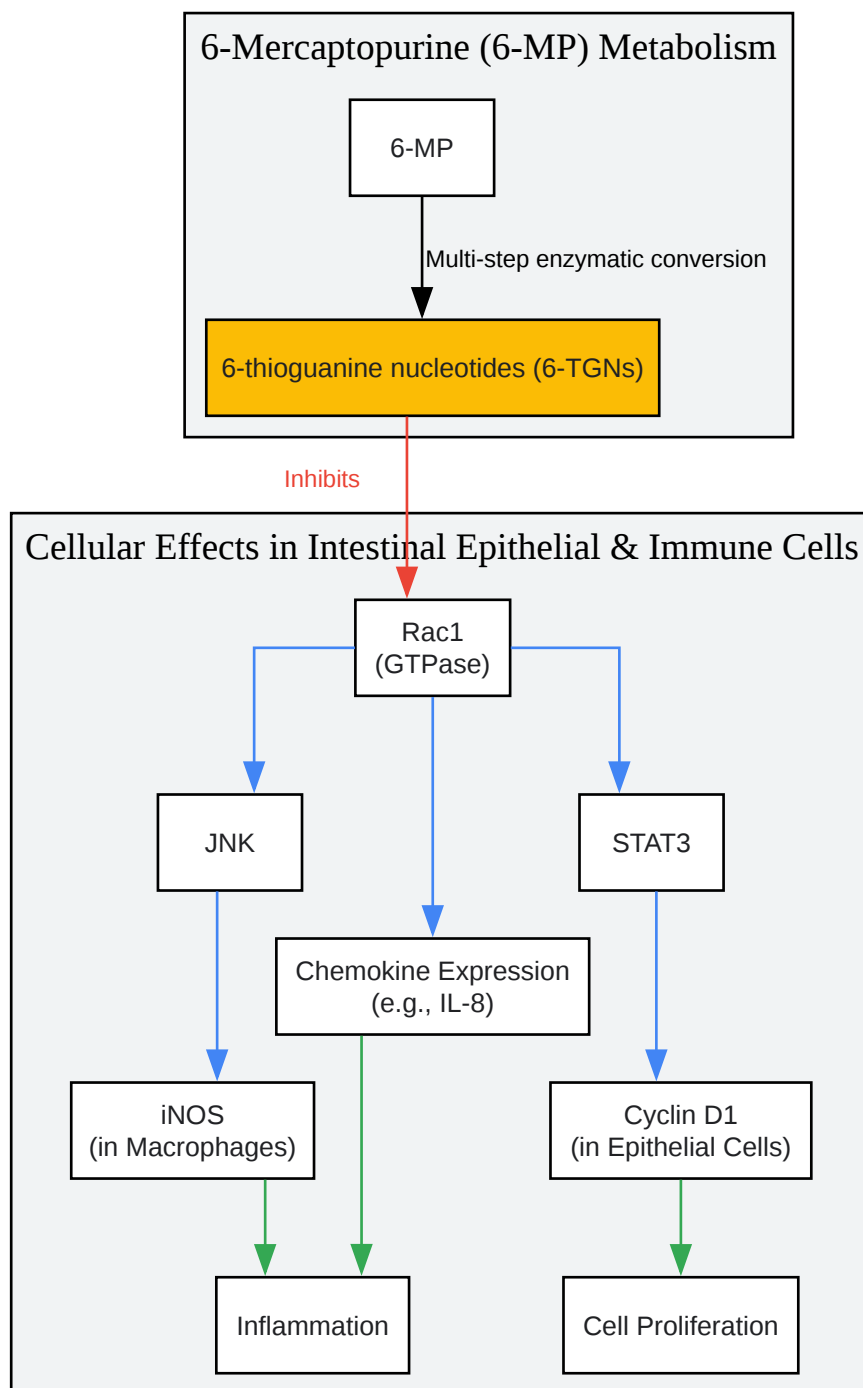 6-Mercaptopurine (6-MP) Metabolism
6-MP
Multi-step enzymatic conversion
6-thioguanine nucleotides (6-TGNs)
Inhibits
Cellular Effects in Intestinal Epithelial & Immune Cells
Rac1
(GTPase)
JNK
STAT3
Chemokine Expression
(e.g., IL-8)
iNOS
(in Macrophages)
Cyclin D1
(in Epithelial Cells)
Inflammation
Cell Proliferation